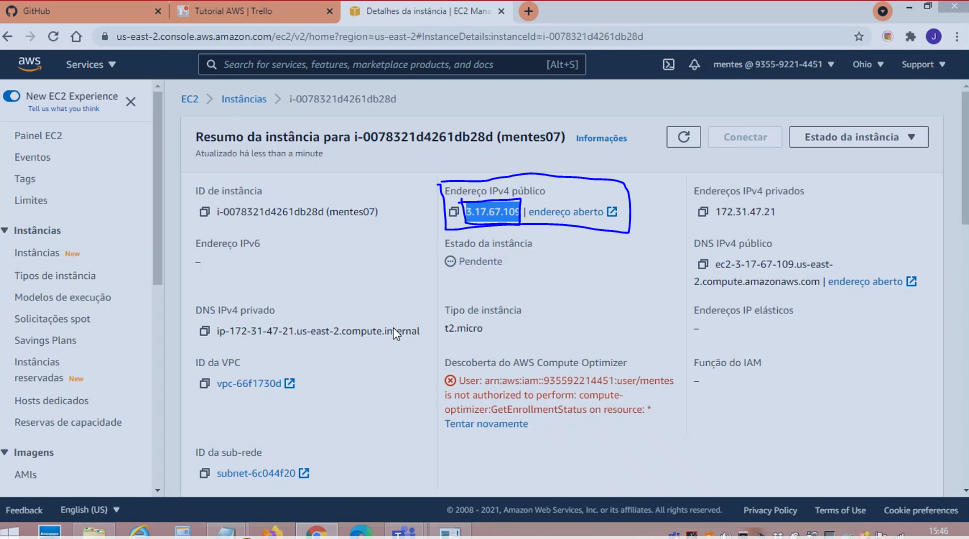 GitHub
Tutorial AWS | Trello
Detalhes da instância | EC2 Mana
us-east-2.console.aws.amazon.com/ec2/v2/home?region=us-east-2#InstanceDetails:instanceId=i-0078321d4261db28d
J
aws
Services
Search for services, features, marketplace products, and docs
[Alt+S]
mentes @ 9355-9221-4451
Ohio
Support
New EC2 Experience
Tell us what you think
Painel EC2
Eventos
Tags
Limites
Instâncias
Instâncias New
Tipos de instância
Modelos de execução
Solicitações spot
Savings Plans
Instâncias
reservadas New
Hosts dedicados
Reservas de capacidade
Imagens
AMIs
EC2
Instâncias
i-0078321d4261db28d
Resumo da instância para i-0078321d4261db28d (mentes07)
Informações
Conectar
Estado da instância
Atualizado há less than a minute
ID de instância
i-0078321d4261db28d (mentes07)
Endereço IPv4 público
3.17.67.109 | endereço aberto
Endereços IPv4 privados
172.31.47.21
Endereço IPv6
–
Estado da instância
Pendente
DNS IPv4 público
ec2-3-17-67-109.us-east-
2.compute.amazonaws.com | endereço aberto
DNS IPv4 privado
ip-172-31-47-21.us-east-2.compute.internal
Tipo de instância
t2.micro
Endereços IP elásticos
–
ID da VPC
vpc-66f1730d
Descoberta do AWS Compute Optimizer
User: arn:aws:iam::935592214451:user/mentes
is not authorized to perform: compute-
optimizer:GetEnrollmentStatus on resource: *
Tentar novamente
Função do IAM
–
ID da sub-rede
subnet-6c044f20
Feedback
English (US)
© 2008 - 2021, Amazon Web Services, Inc. or its affiliates. All rights reserved.
Privacy Policy
Terms of Use
Cookie preferences
15:46